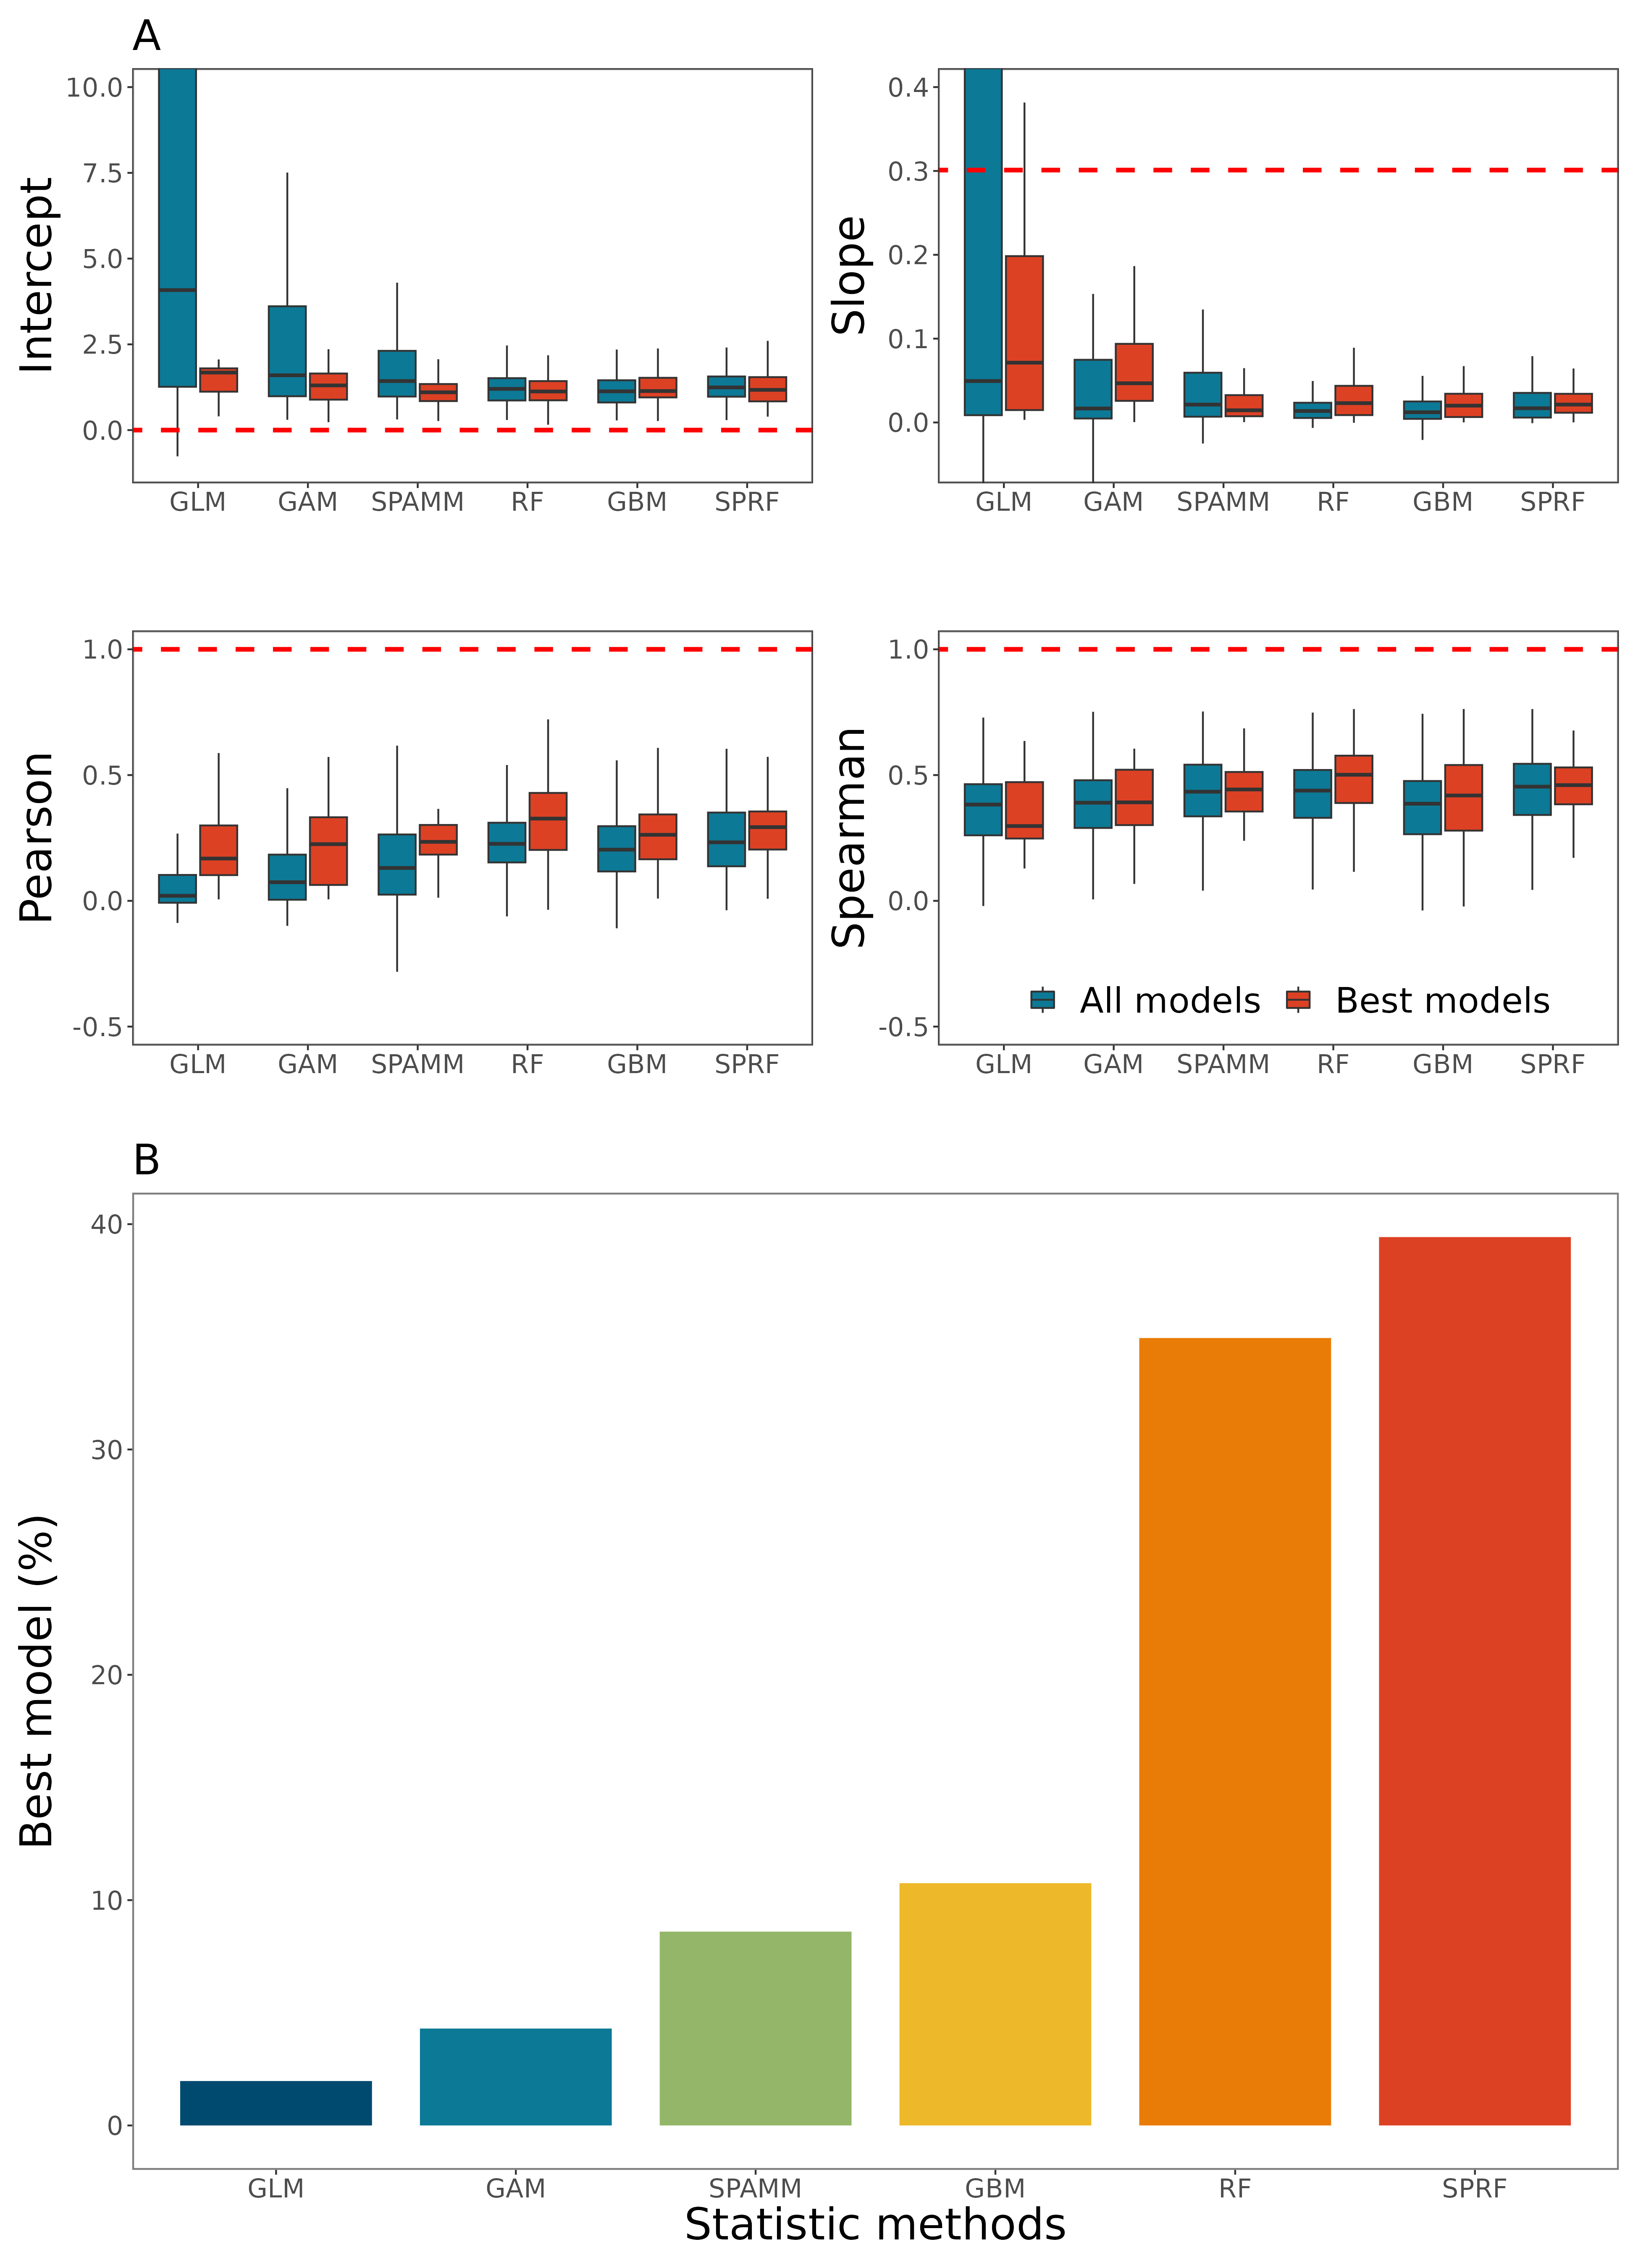 A
Intercept
10.0
7.5
5.0
2.5
0.0
GLM GAM SPAMM RF GBM SPRF
Slope
0.4
0.3
0.2
0.1
0.0
GLM GAM SPAMM RF GBM SPRF
Pearson
1.0
0.5
0.0
-0.5
GLM GAM SPAMM RF GBM SPRF
Spearman
1.0
0.5
0.0
-0.5
All models Best models
GLM GAM SPAMM RF GBM SPRF
B
Best model (%)
40
30
20
10
0
GLM GAM SPAMM GBM RF SPRF
Statistic methods